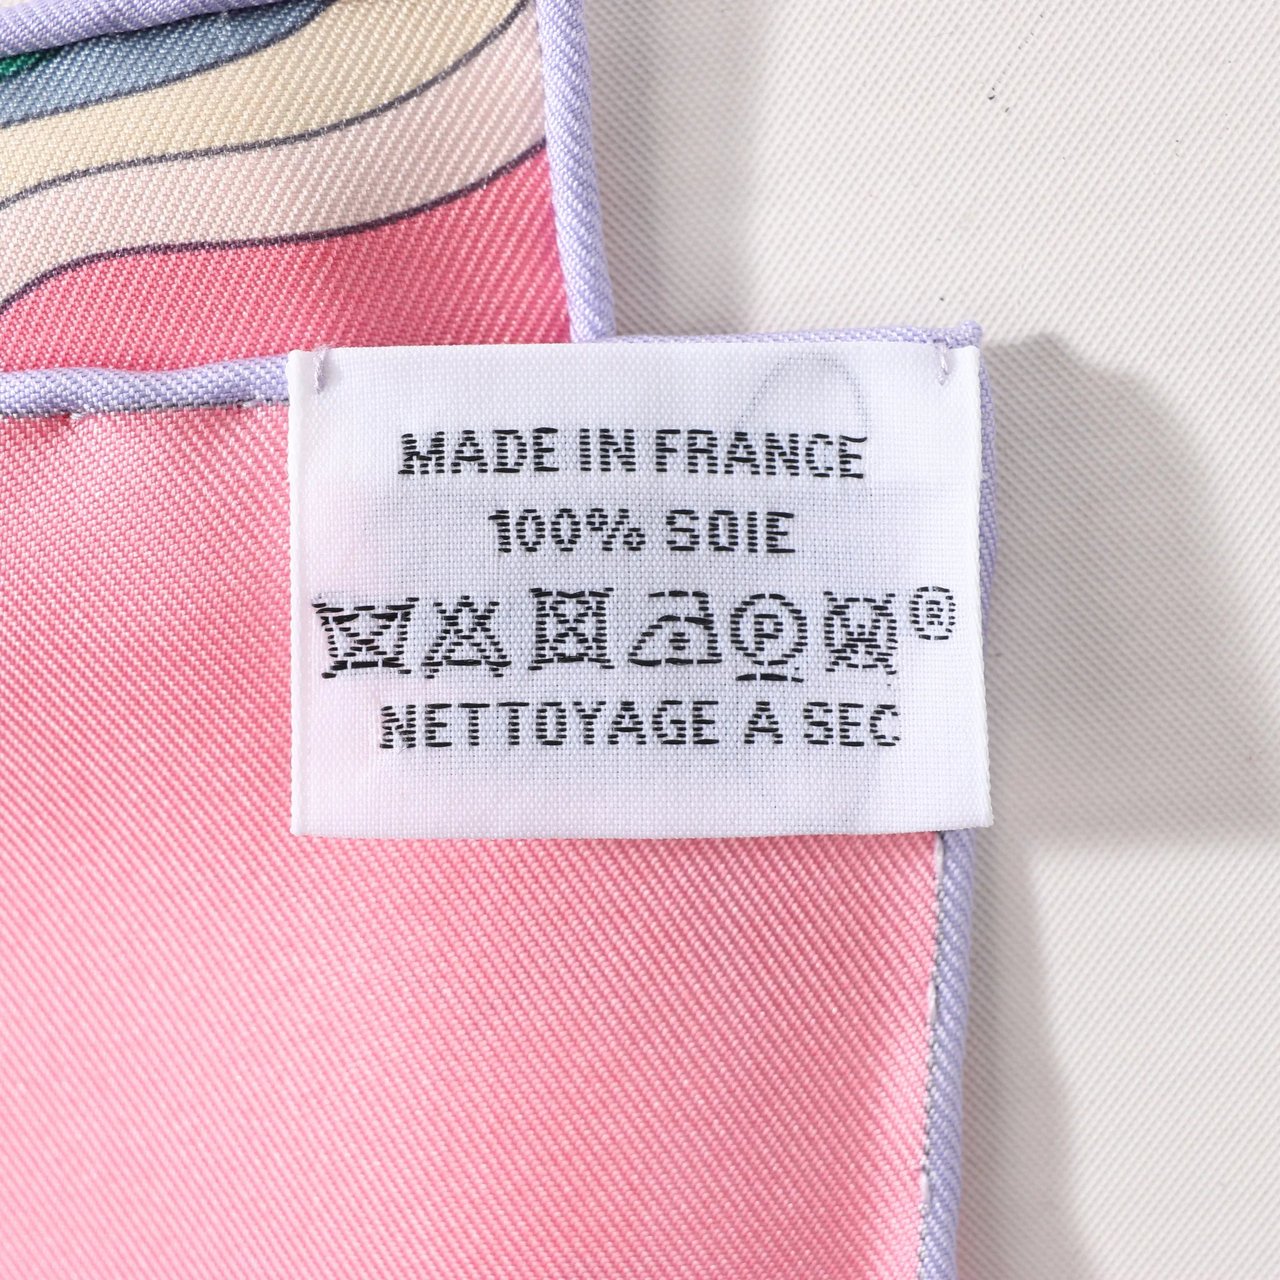 MADE IN FRANCE
100% SOIE
P ®
NETTOYAGE A SEC